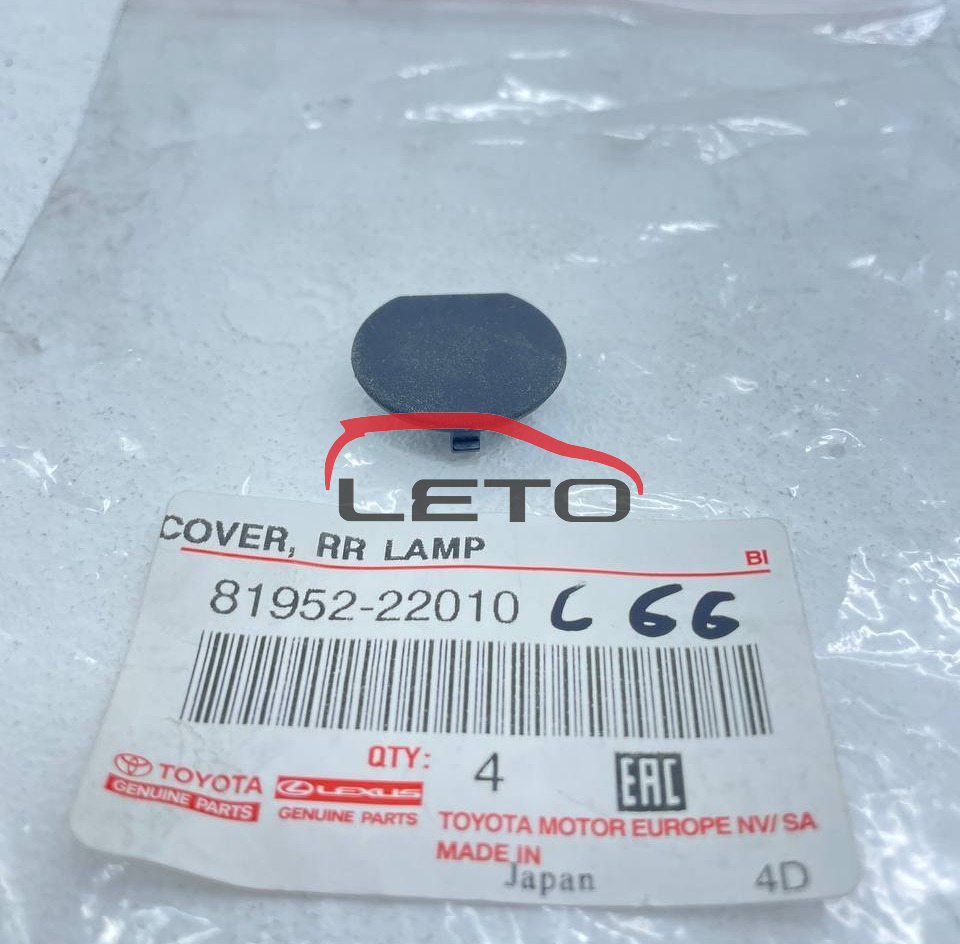 LETO
COVER, RR LAMP
BI
81952-22010 C 66
QTY: 4
EAC
TOYOTA
GENUINE PARTS
LEXUS
GENUINE PARTS
TOYOTA MOTOR EUROPE NV/SA
MADE IN
Japan
4D